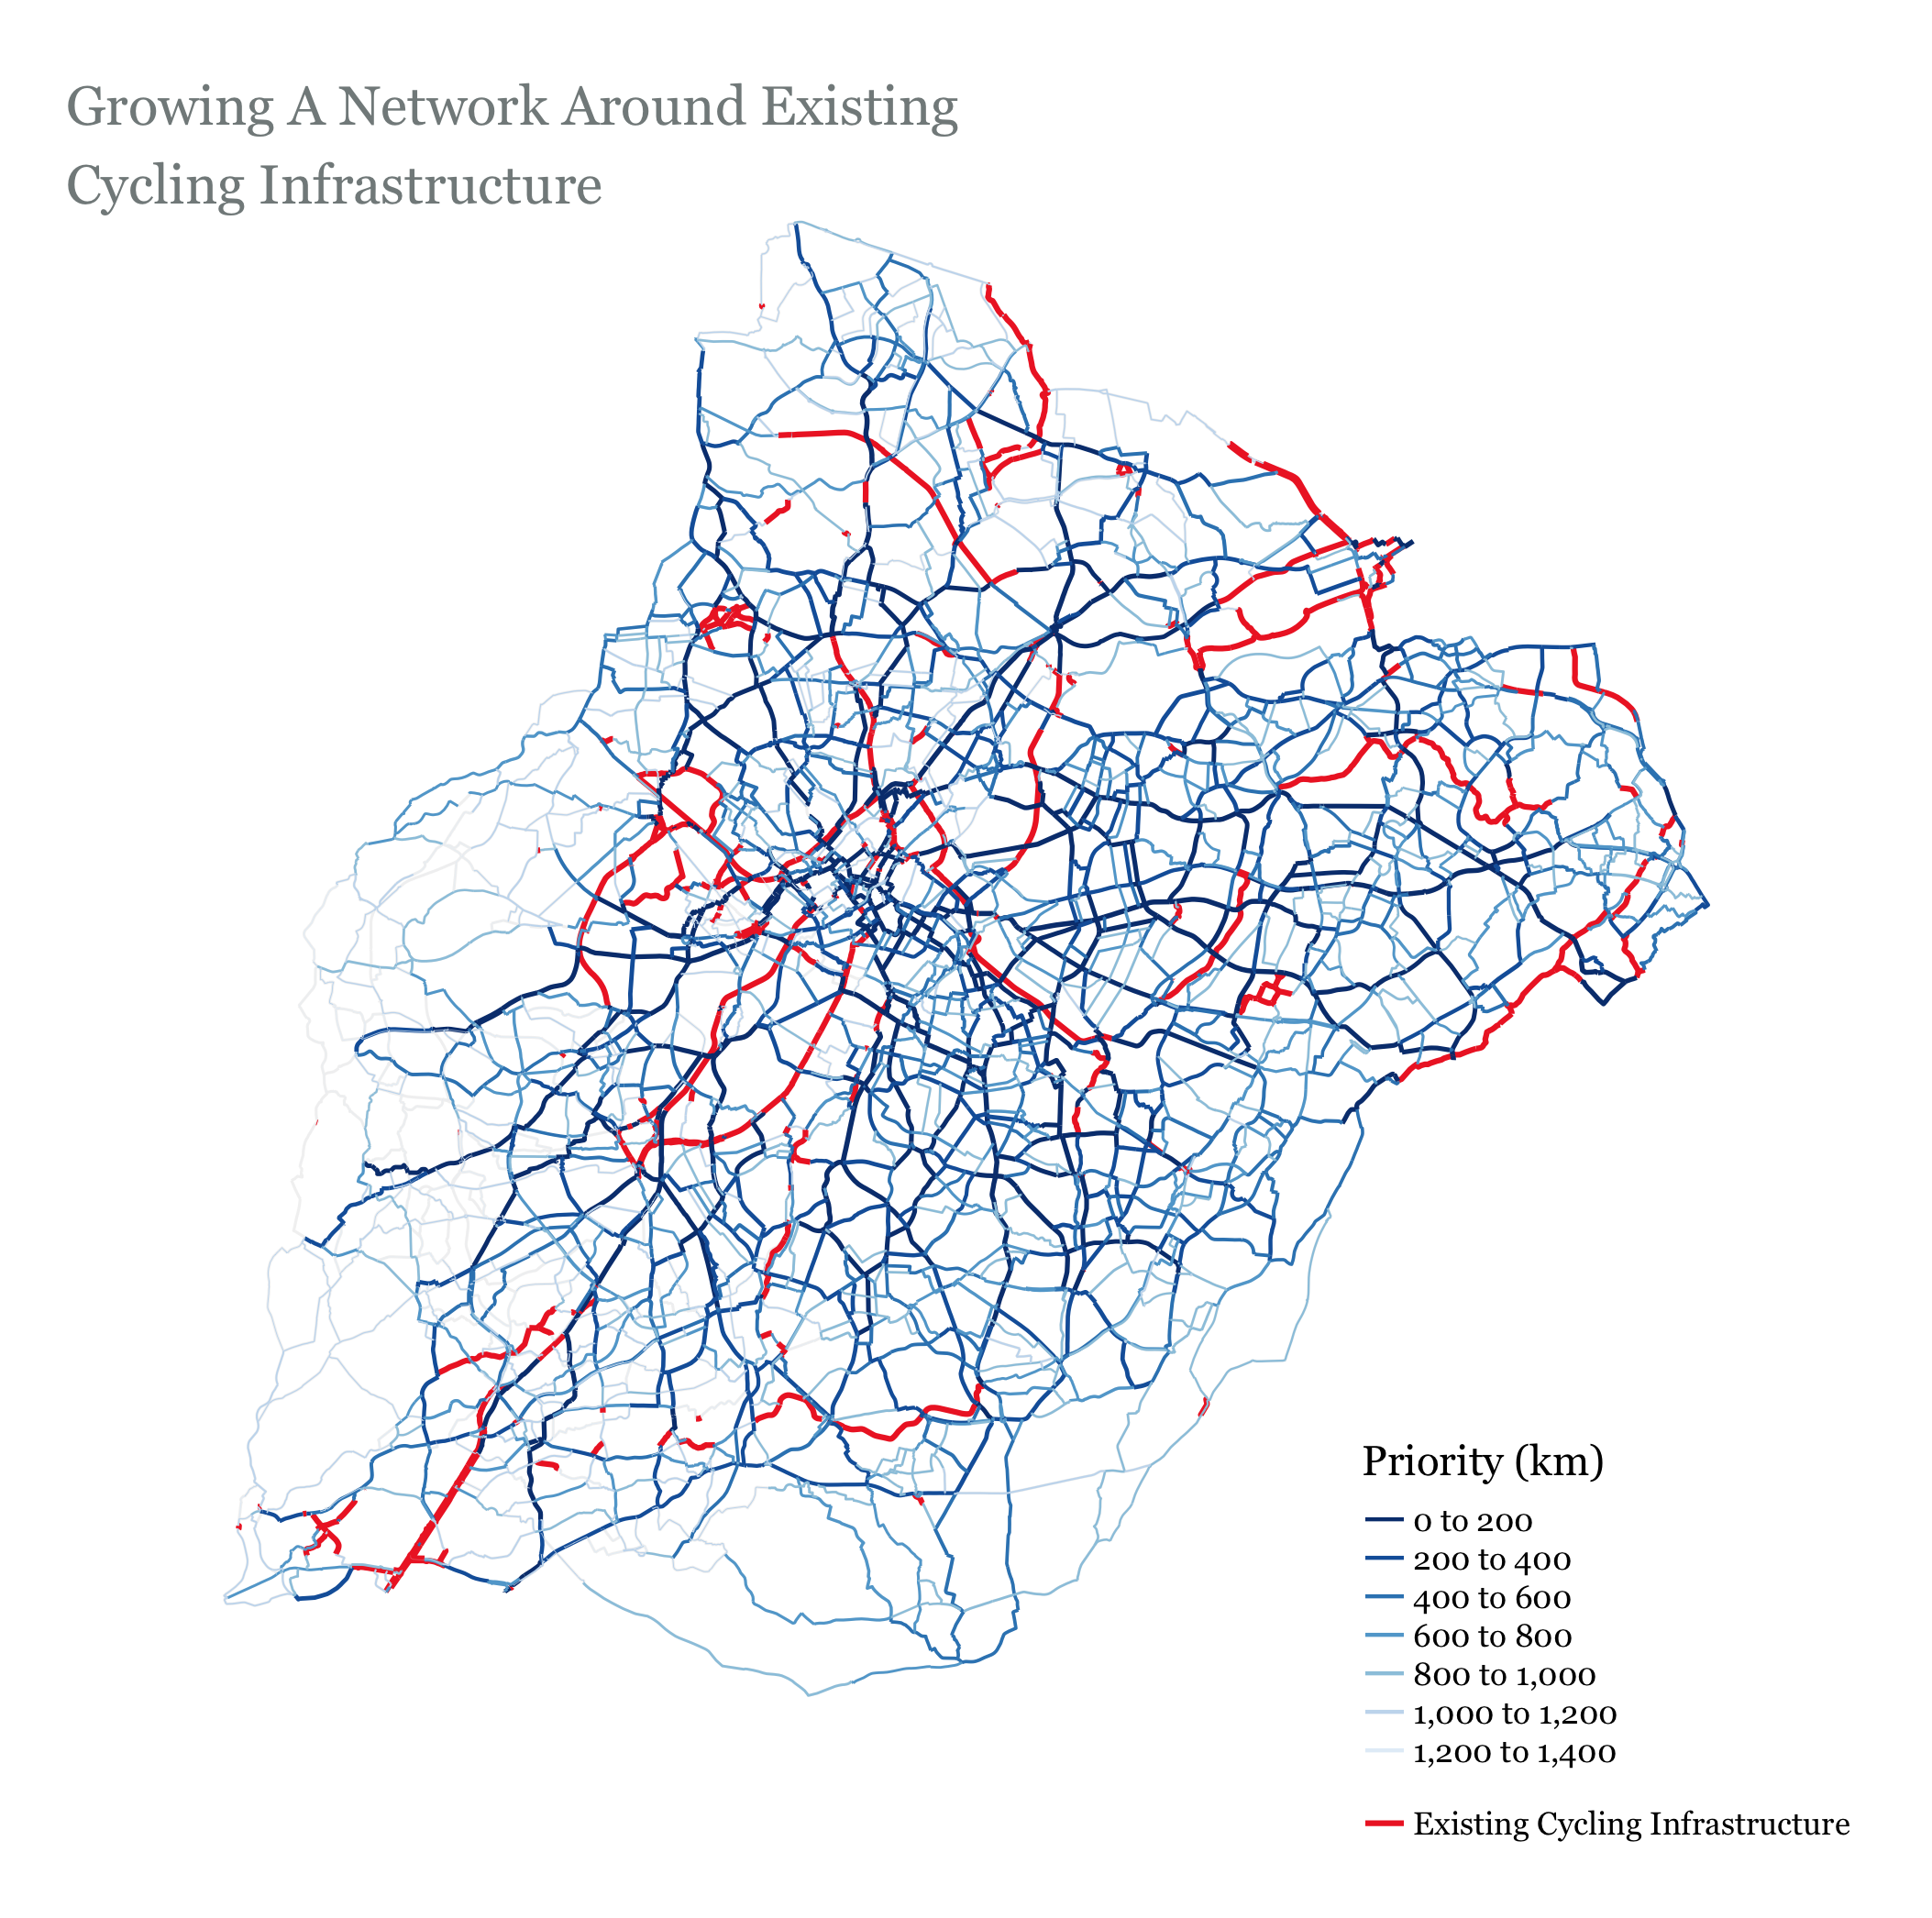 Growing A Network Around Existing
Cycling Infrastructure
Priority (km)
0 to 200
200 to 400
400 to 600
600 to 800
800 to 1,000
1,000 to 1,200
1,200 to 1,400
Existing Cycling Infrastructure